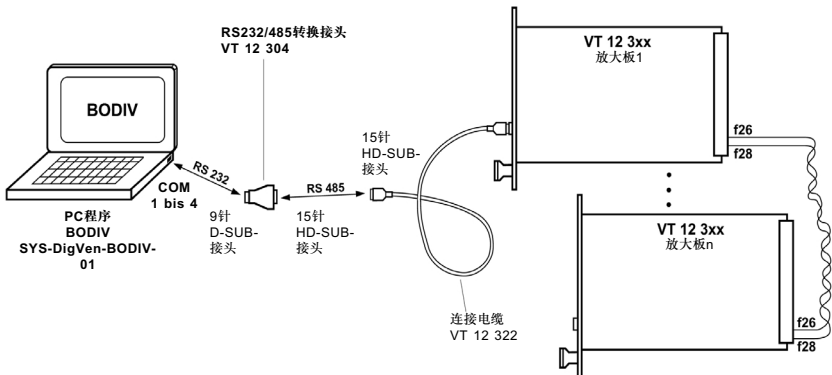 RS232/485转换接头
VT 12 304
BODIV
RS 232
COM
1 bis 4
PC程序
BODIV
SYS-DigVen-BODIV-
01
9针
D-SUB-
接头
RS 485
15针
HD-SUB-
接头
15针
HD-SUB-
接头
连接电缆
VT 12 322
VT 12 3xx
放大板1
f26
f28
VT 12 3xx
放大板n
f26
f28